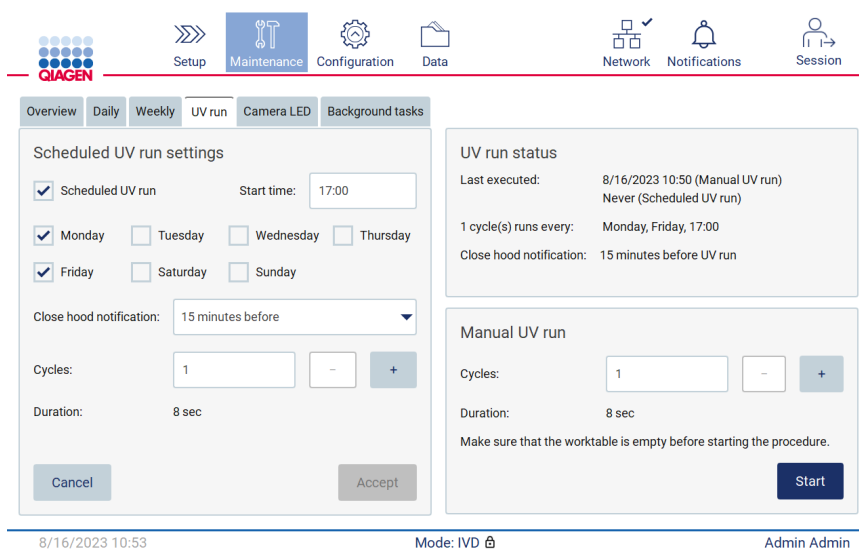 QIAGEN
Setup
Maintenance
Configuration
Data
Network
Notifications
Session
Overview
Daily
Weekly
UV run
Camera LED
Background tasks
Scheduled UV run settings
Scheduled UV run
Start time:
17:00
Monday
Tuesday
Wednesday
Thursday
Friday
Saturday
Sunday
Close hood notification:
15 minutes before
Cycles:
1
−
+
Duration:
8 sec
Cancel
Accept
UV run status
Last executed:
8/16/2023 10:50 (Manual UV run)
Never (Scheduled UV run)
1 cycle(s) runs every:
Monday, Friday, 17:00
Close hood notification:
15 minutes before UV run
Manual UV run
Cycles:
1
−
+
Duration:
8 sec
Make sure that the worktable is empty before starting the procedure.
Start
8/16/2023 10:53
Mode: IVD
Admin Admin